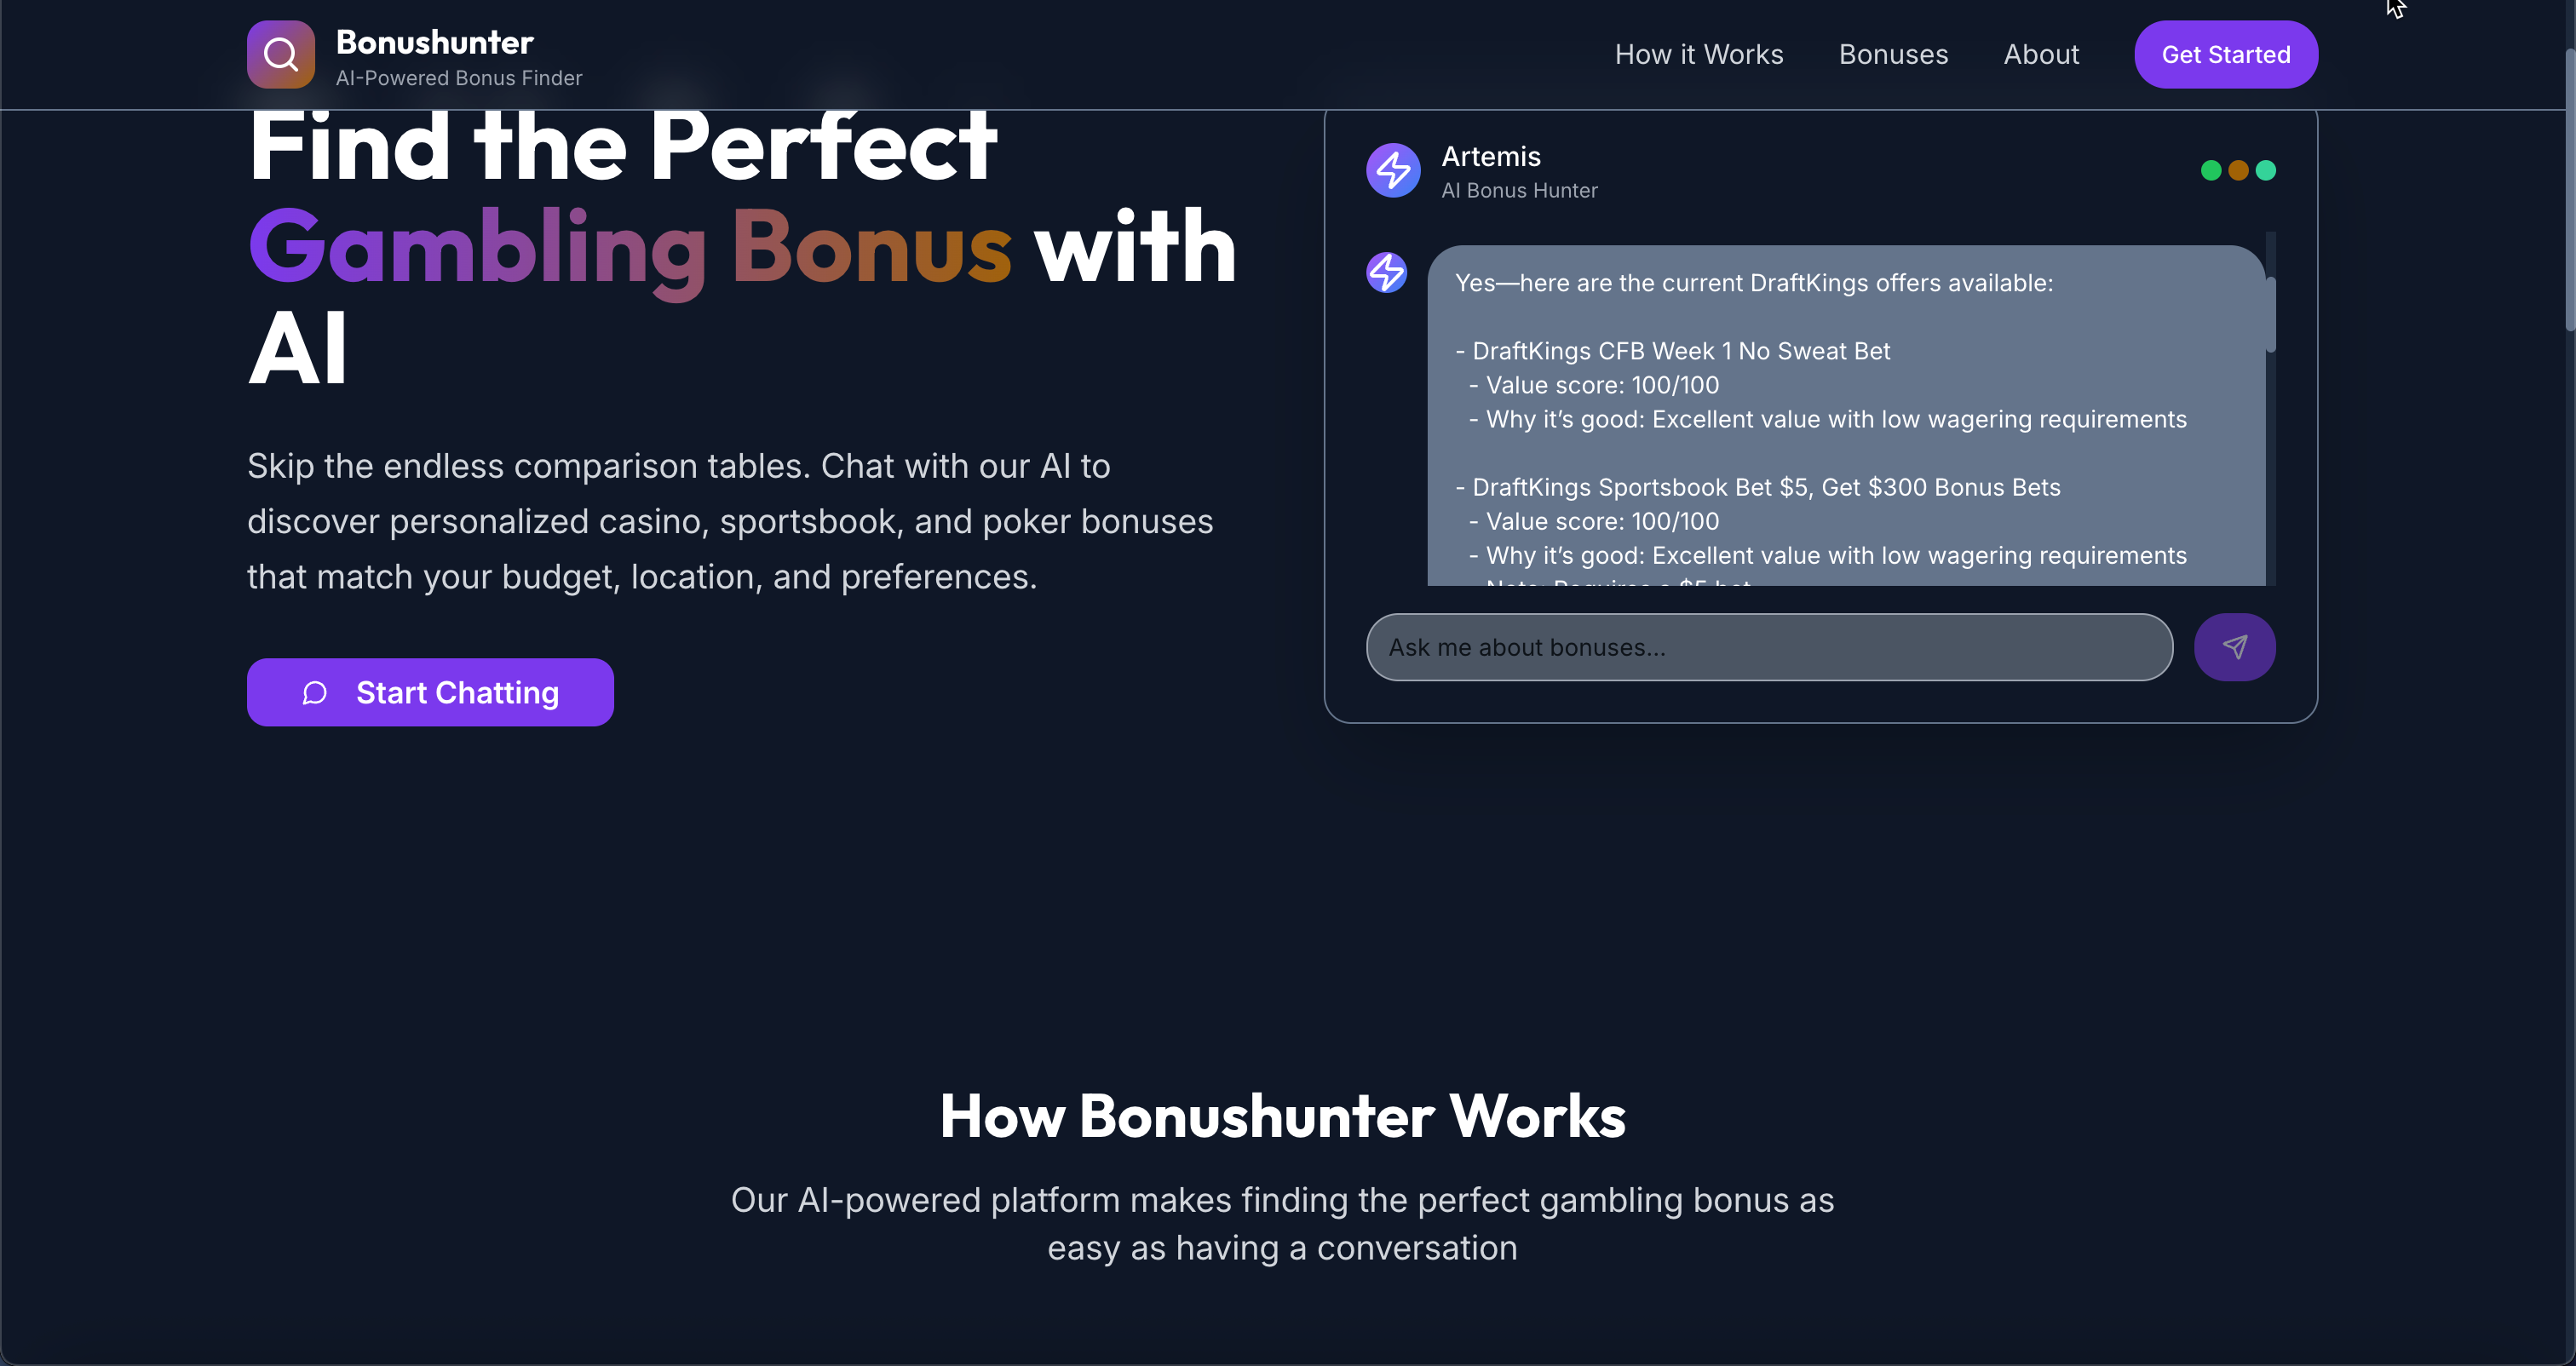 Bonushunter
AI-Powered Bonus Finder
How it Works
Bonuses
About
Get Started
Find the Perfect
Gambling Bonus with
AI
Skip the endless comparison tables. Chat with our AI to
discover personalized casino, sportsbook, and poker bonuses
that match your budget, location, and preferences.
Start Chatting
Artemis
AI Bonus Hunter
Yes—here are the current DraftKings offers available:
- DraftKings CFB Week 1 No Sweat Bet
- Value score: 100/100
- Why it’s good: Excellent value with low wagering requirements
- DraftKings Sportsbook Bet $5, Get $300 Bonus Bets
- Value score: 100/100
- Why it’s good: Excellent value with low wagering requirements
- Note: Requires a $5 bet
Ask me about bonuses...
How Bonushunter Works
Our AI-powered platform makes finding the perfect gambling bonus as
easy as having a conversation